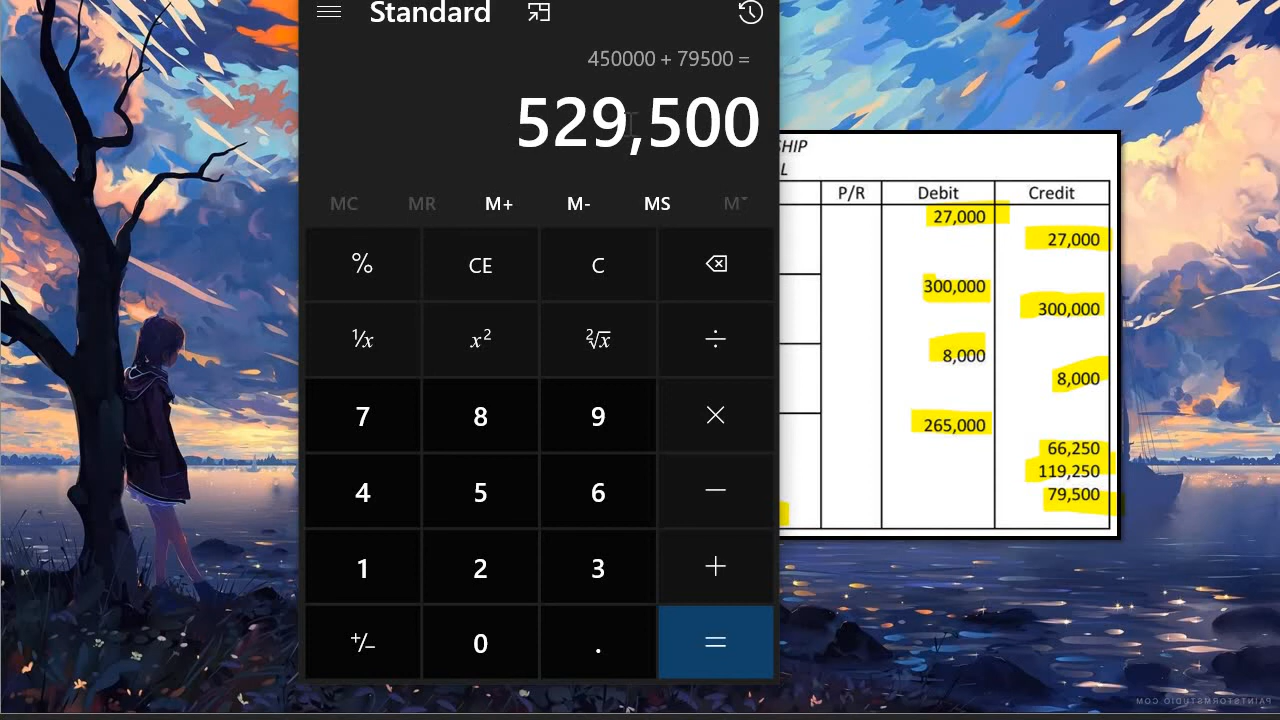 Standard
450000 + 79500 =
529,500
MC MR M+ M- MS M˅
% CE C
¹/x x² ²√x ÷
7 8 9 ×
4 5 6 −
1 2 3 +
+/− 0 . =
SHIP
L
P/R Debit Credit
27,000
27,000
300,000
300,000
8,000
8,000
265,000
66,250
119,250
79,500
PAINTSTORMSTUDIO.COM